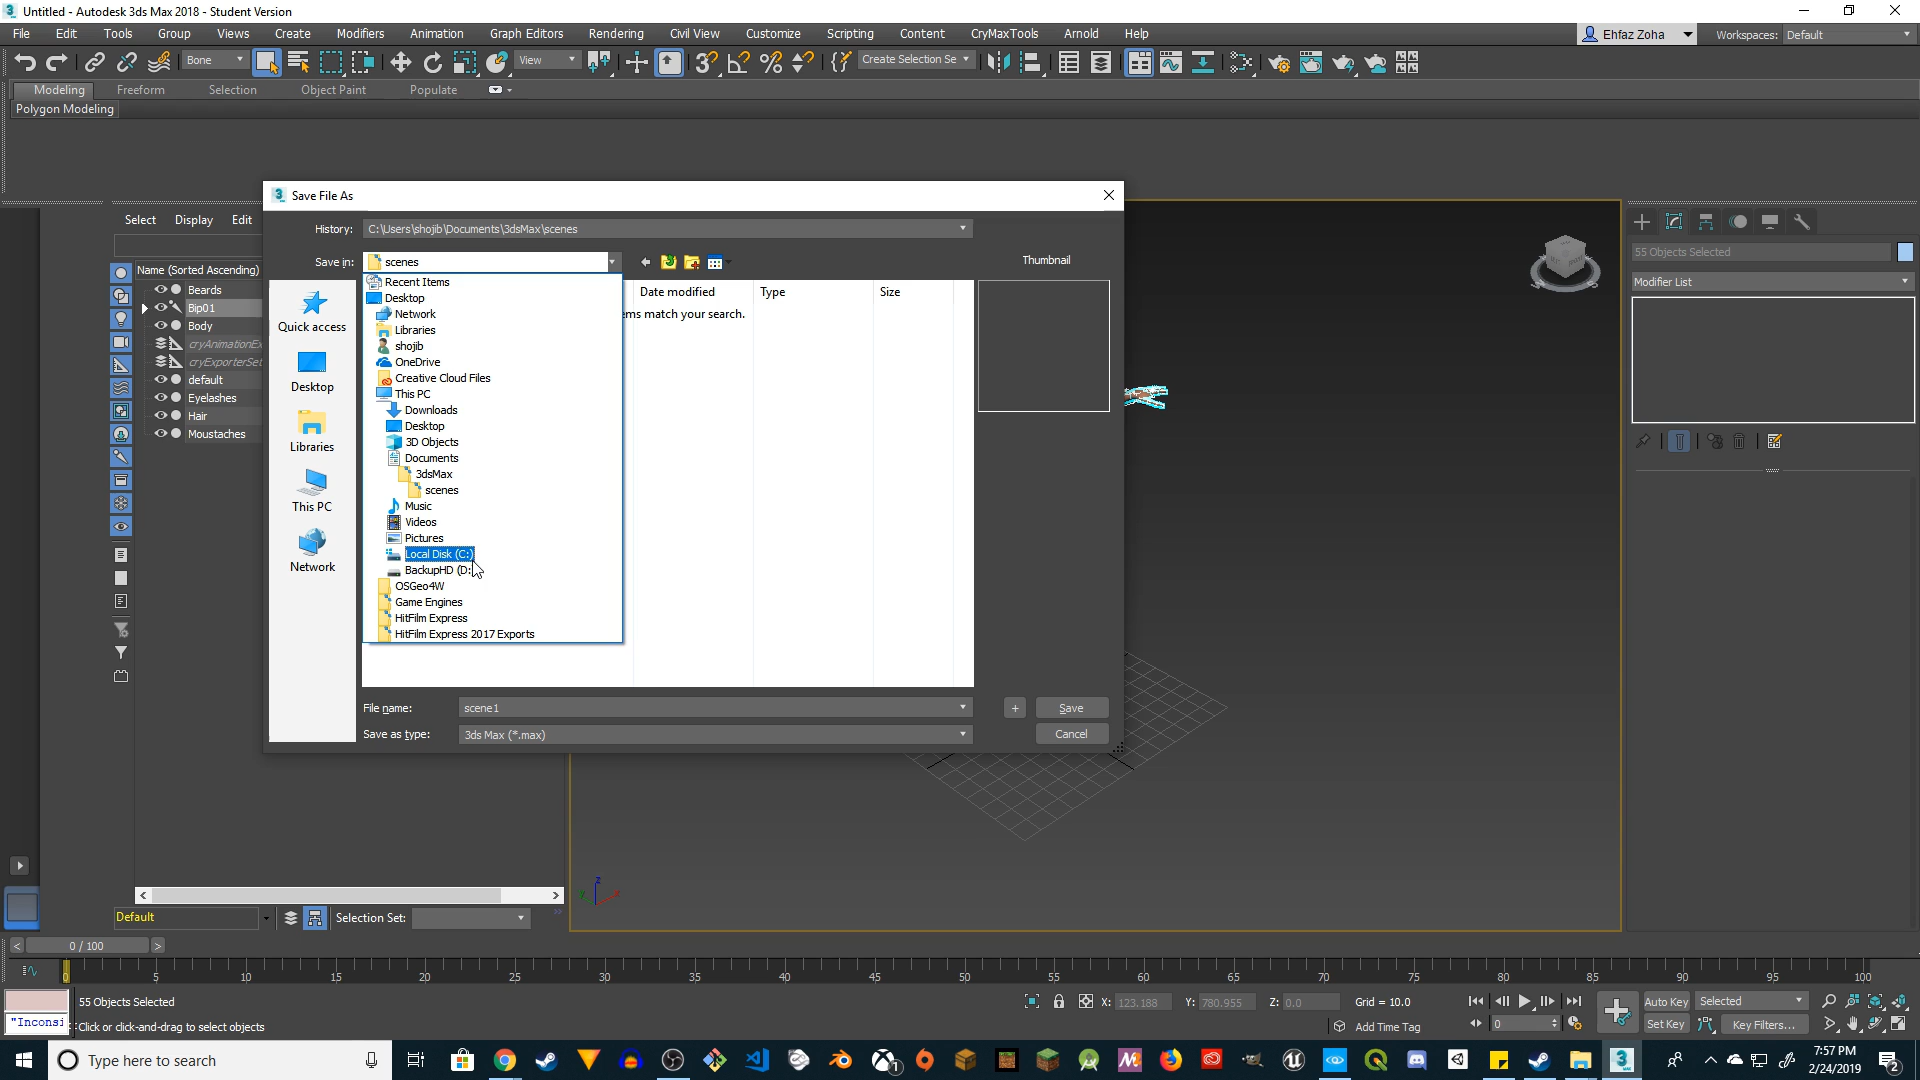 Untitled - Autodesk 3ds Max 2018 - Student Version
File Edit Tools Group Views Create Modifiers Animation Graph Editors Rendering Civil View Customize Scripting Content CryMaxTools Arnold Help
Ehfaz Zoha
Workspaces: Default
Bone
View
Create Selection Se
Modeling Freeform Selection Object Paint Populate
Polygon Modeling
Select Display Edit
Name (Sorted Ascending)
Beards
Bip01
Body
cryAnimationEx
cryExporterSet
default
Eyelashes
Hair
Moustaches
Save File As
History: C:\Users\shojib\Documents\3dsMax\scenes
Save in: scenes
Thumbnail
Quick access
Desktop
Libraries
This PC
Network
Recent Items
Desktop
Network
Libraries
shojib
OneDrive
Creative Cloud Files
This PC
Downloads
Desktop
3D Objects
Documents
3dsMax
scenes
Music
Videos
Pictures
Local Disk (C:)
BackupHD (D:
OSGeo4W
Game Engines
HitFilm Express
HitFilm Express 2017 Exports
Date modified Type Size
ems match your search.
File name: scene1
+ Save
Save as type: 3ds Max (*.max)
Cancel
55 Objects Selected
Modifier List
z
y x
Default
Selection Set:
0 / 100
0 5 10 15 20 25 30 35 40 45 50 55 60 65 70 75 80 85 90 95 100
55 Objects Selected
X: 123.188 Y: 780.955 Z: 0.0 Grid = 10.0
Auto Key Selected
"Inconsi
Click or click-and-drag to select objects
Add Time Tag
0
Set Key Key Filters...
Type here to search
7:57 PM
2/24/2019
2